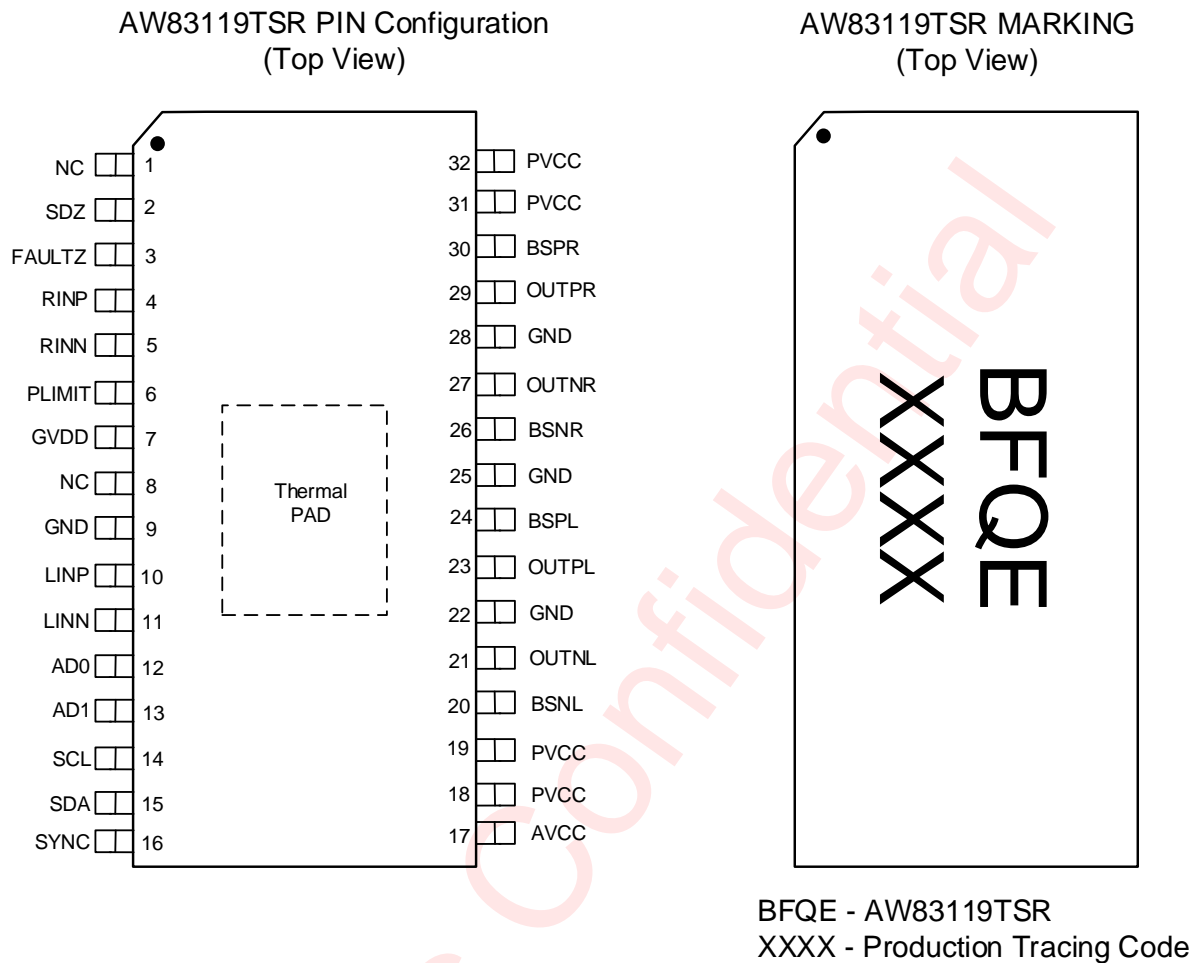 AW83119TSR PIN Configuration
(Top View)
NC 1
SDZ 2
FAULTZ 3
RINP 4
RINN 5
PLIMIT 6
GVDD 7
NC 8
GND 9
LINP 10
LINN 11
AD0 12
AD1 13
SCL 14
SDA 15
SYNC 16
Thermal
PAD
32 PVCC
31 PVCC
30 BSPR
29 OUTPR
28 GND
27 OUTNR
26 BSNR
25 GND
24 BSPL
23 OUTPL
22 GND
21 OUTNL
20 BSNL
19 PVCC
18 PVCC
17 AVCC
AW83119TSR MARKING
(Top View)
BFQE
XXXX
BFQE - AW83119TSR
XXXX - Production Tracing Code
Confidential